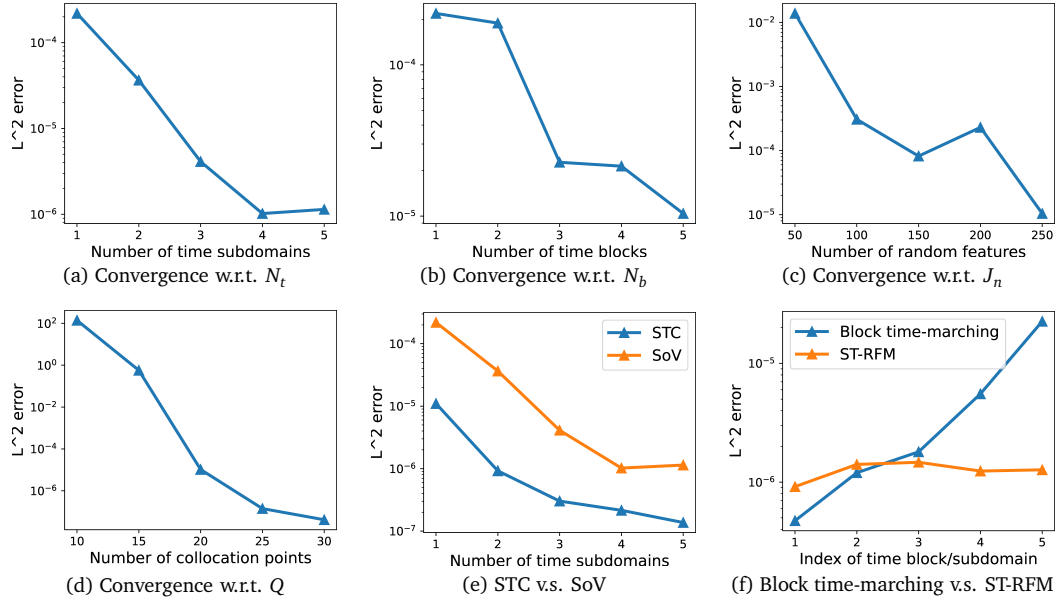 10^{-4}
10^{-5}
10^{-6}
L^2 error
1 2 3 4 5
Number of time subdomains
(a) Convergence w.r.t. N_t
10^{-4}
10^{-5}
L^2 error
1 2 3 4 5
Number of time blocks
(b) Convergence w.r.t. N_b
10^{-2}
10^{-3}
10^{-4}
10^{-5}
L^2 error
50 100 150 200 250
Number of random features
(c) Convergence w.r.t. J_n
10^{2}
10^{0}
10^{-2}
10^{-4}
10^{-6}
L^2 error
10 15 20 25 30
Number of collocation points
(d) Convergence w.r.t. Q
STC
SoV
10^{-4}
10^{-5}
10^{-6}
10^{-7}
L^2 error
1 2 3 4 5
Number of time subdomains
(e) STC v.s. SoV
Block time-marching
ST-RFM
10^{-5}
10^{-6}
L^2 error
1 2 3 4 5
Index of time block/subdomain
(f) Block time-marching v.s. ST-RFM